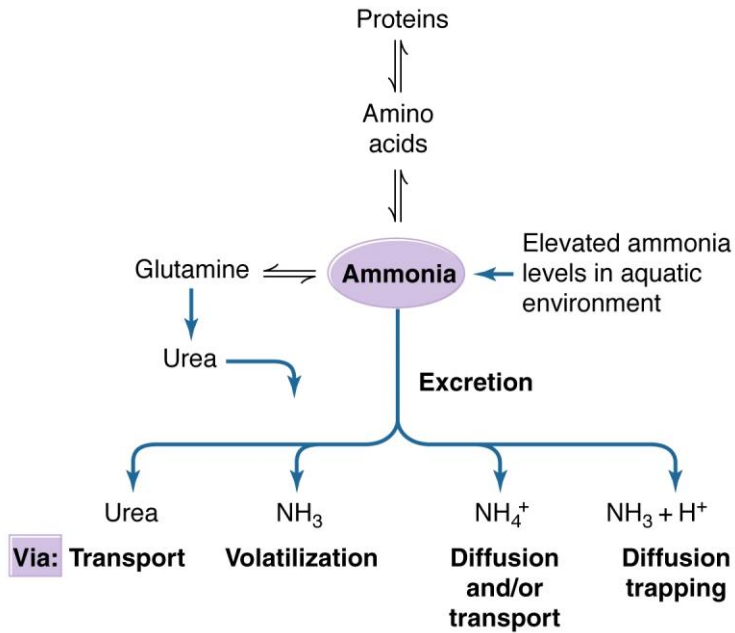 Proteins
Amino
acids
Glutamine
Ammonia
Elevated ammonia
levels in aquatic
environment
Urea
Excretion
Urea
NH₃
NH₄⁺
NH₃ + H⁺
Via: Transport
Volatilization
Diffusion
and/or
transport
Diffusion
trapping